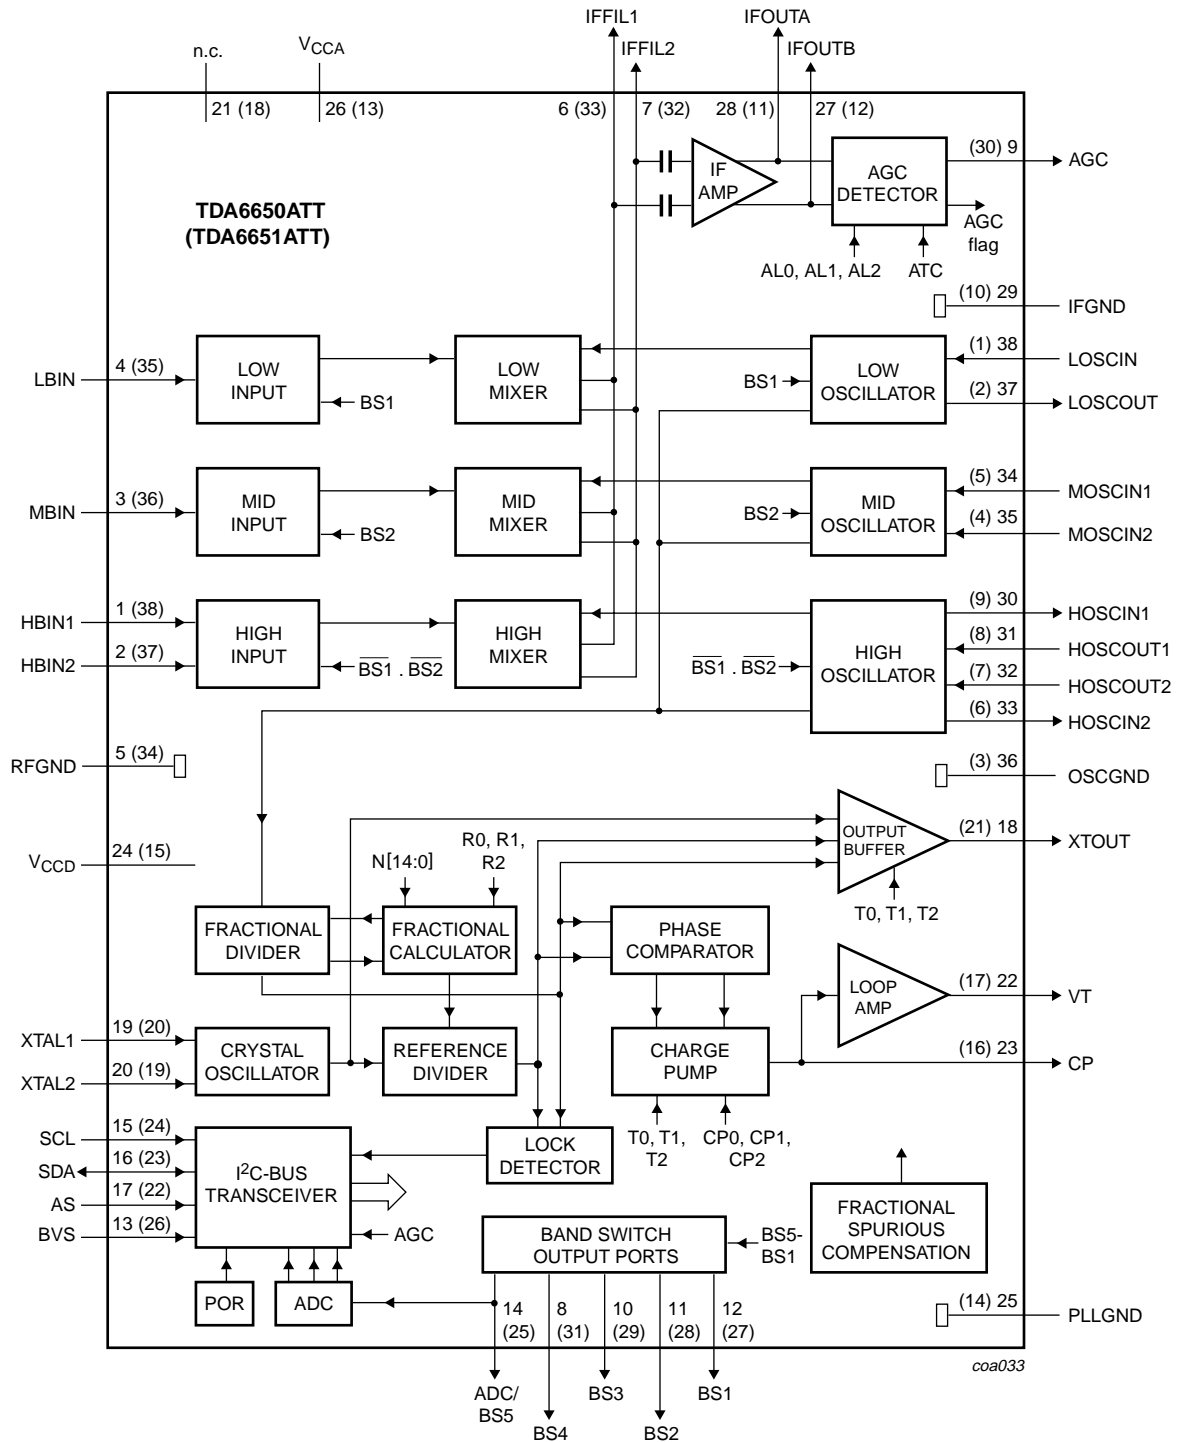 IFFIL1
IFFIL2
IFOUTA
IFOUTB
n.c.
VCCA
21 (18)
26 (13)
6 (33)
7 (32)
28 (11)
27 (12)
TDA6650ATT
(TDA6651ATT)
IF
AMP
AGC
DETECTOR
(30) 9
AGC
AGC
flag
AL0, AL1, AL2
ATC
(10) 29
IFGND
LBIN
4 (35)
LOW
INPUT
BS1
LOW
MIXER
BS1
LOW
OSCILLATOR
(1) 38
LOSCIN
(2) 37
LOSCOUT
MBIN
3 (36)
MID
INPUT
BS2
MID
MIXER
BS2
MID
OSCILLATOR
(5) 34
MOSCIN1
(4) 35
MOSCIN2
HBIN1
1 (38)
HBIN2
2 (37)
HIGH
INPUT
BS1 . BS2
HIGH
MIXER
BS1 . BS2
HIGH
OSCILLATOR
(9) 30
HOSCIN1
(8) 31
HOSCOUT1
(7) 32
HOSCOUT2
(6) 33
HOSCIN2
RFGND
5 (34)
(3) 36
OSCGND
VCCD
24 (15)
N[14:0]
R0, R1,
R2
OUTPUT
BUFFER
(21) 18
XTOUT
T0, T1, T2
FRACTIONAL
DIVIDER
FRACTIONAL
CALCULATOR
PHASE
COMPARATOR
LOOP
AMP
(17) 22
VT
XTAL1
19 (20)
XTAL2
20 (19)
CRYSTAL
OSCILLATOR
REFERENCE
DIVIDER
CHARGE
PUMP
(16) 23
CP
T0, T1,
T2
CP0, CP1,
CP2
SCL
15 (24)
SDA
16 (23)
AS
17 (22)
BVS
13 (26)
I2C-BUS
TRANSCEIVER
LOCK
DETECTOR
AGC
BAND SWITCH
OUTPUT PORTS
BS5-
BS1
FRACTIONAL
SPURIOUS
COMPENSATION
POR
ADC
14
(25)
8
(31)
10
(29)
11
(28)
12
(27)
(14) 25
PLLGND
coa033
ADC/
BS5
BS4
BS3
BS2
BS1